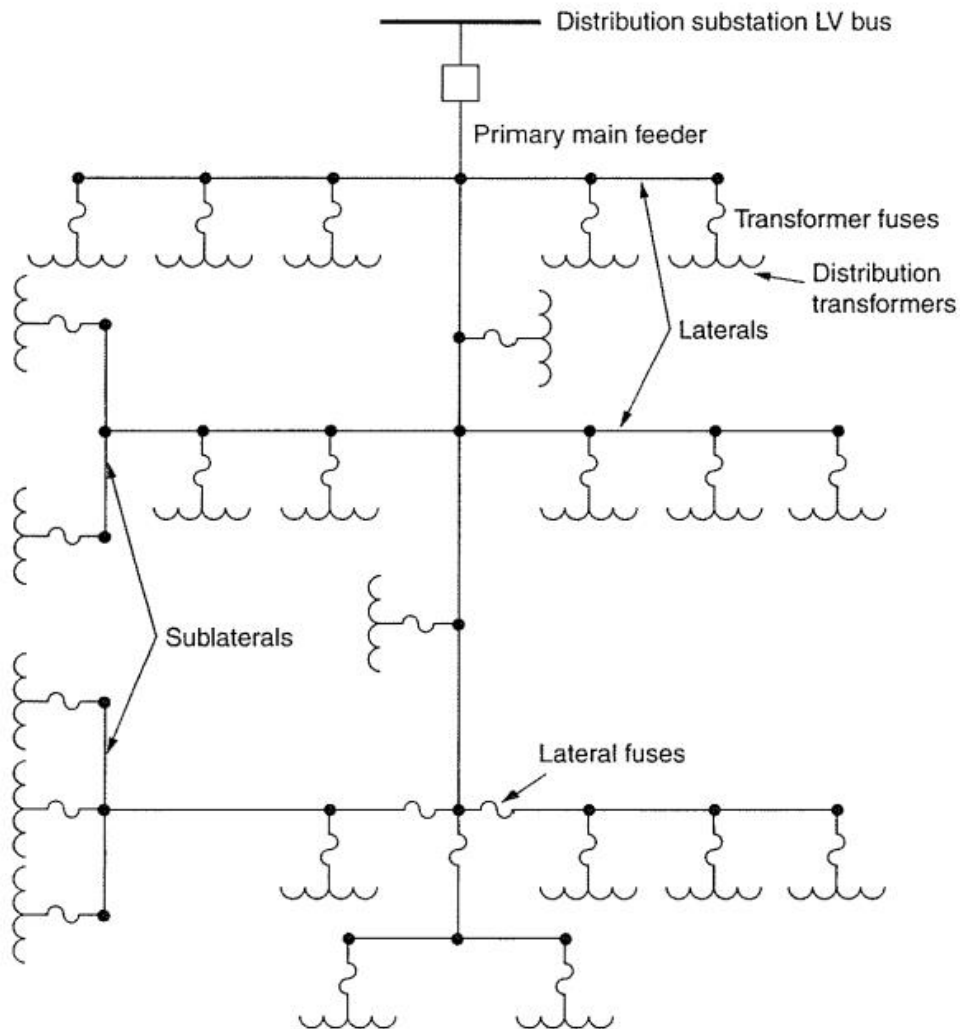 Distribution substation LV bus
Primary main feeder
Transformer fuses
Distribution
transformers
Laterals
Sublaterals
Lateral fuses